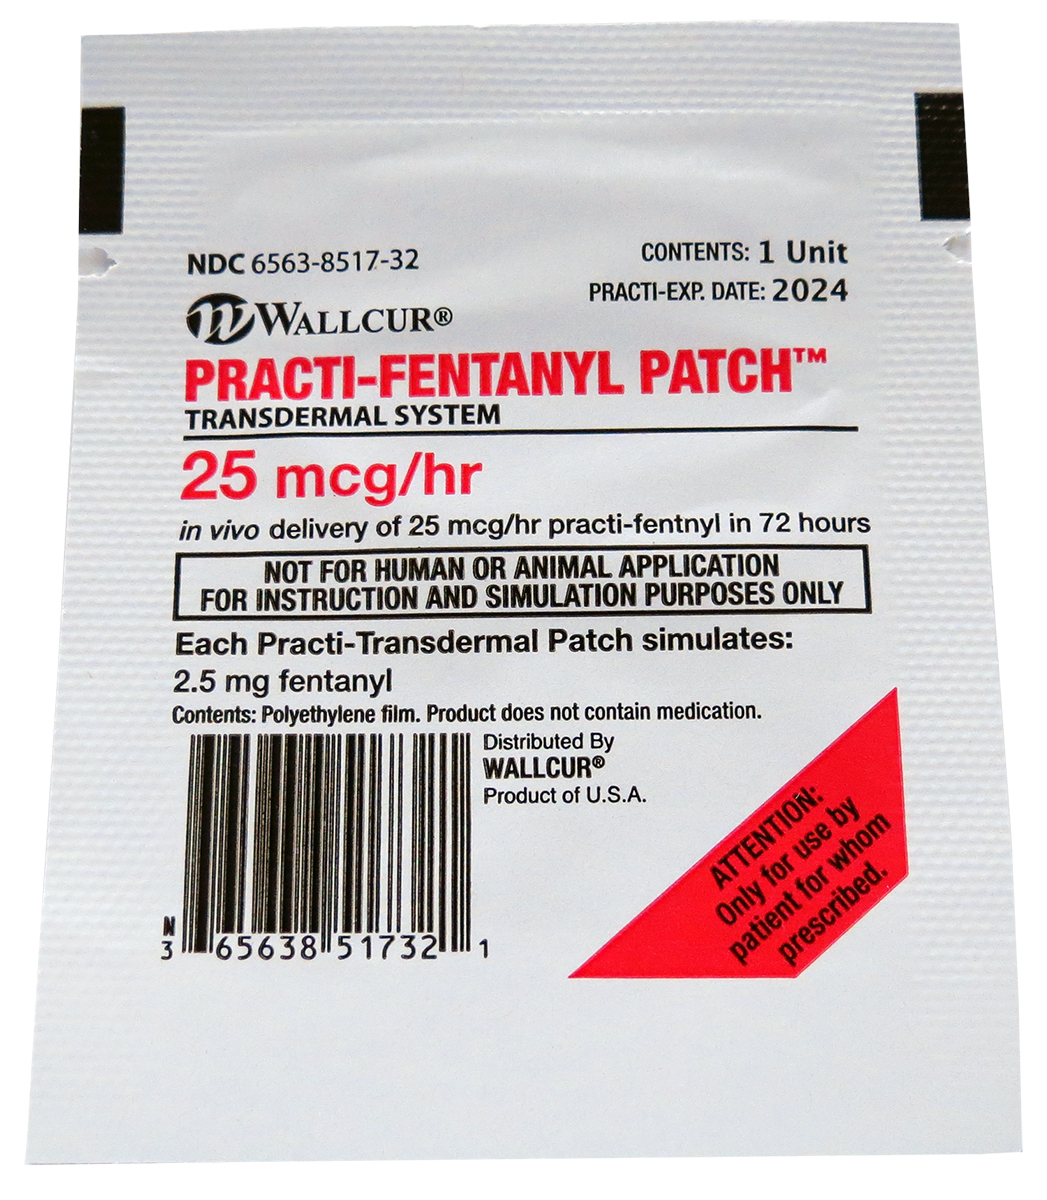 NDC 6563-8517-32
CONTENTS: 1 Unit
PRACTI-EXP. DATE: 2024
WALLCUR®
PRACTI-FENTANYL PATCH™
TRANSDERMAL SYSTEM
25 mcg/hr
in vivo delivery of 25 mcg/hr practi-fentnyl in 72 hours
NOT FOR HUMAN OR ANIMAL APPLICATION
FOR INSTRUCTION AND SIMULATION PURPOSES ONLY
Each Practi-Transdermal Patch simulates:
2.5 mg fentanyl
Contents: Polyethylene film. Product does not contain medication.
Distributed By
WALLCUR®
Product of U.S.A.
N
3 65638 51732 1
ATTENTION:
Only for use by
patient for whom
prescribed.